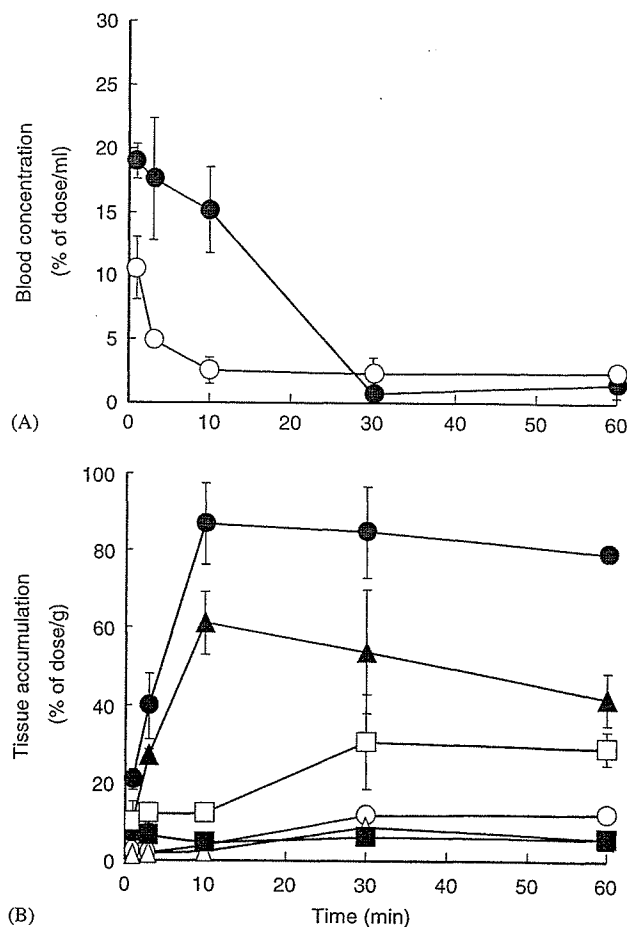 30
25
20
15
10
5
0
Blood concentration
(% of dose/ml)
0 10 20 30 40 50 60
(A)
100
80
60
40
20
0
Tissue accumulation
(% of dose/g)
0 10 20 30 40 50 60
Time (min)
(B)